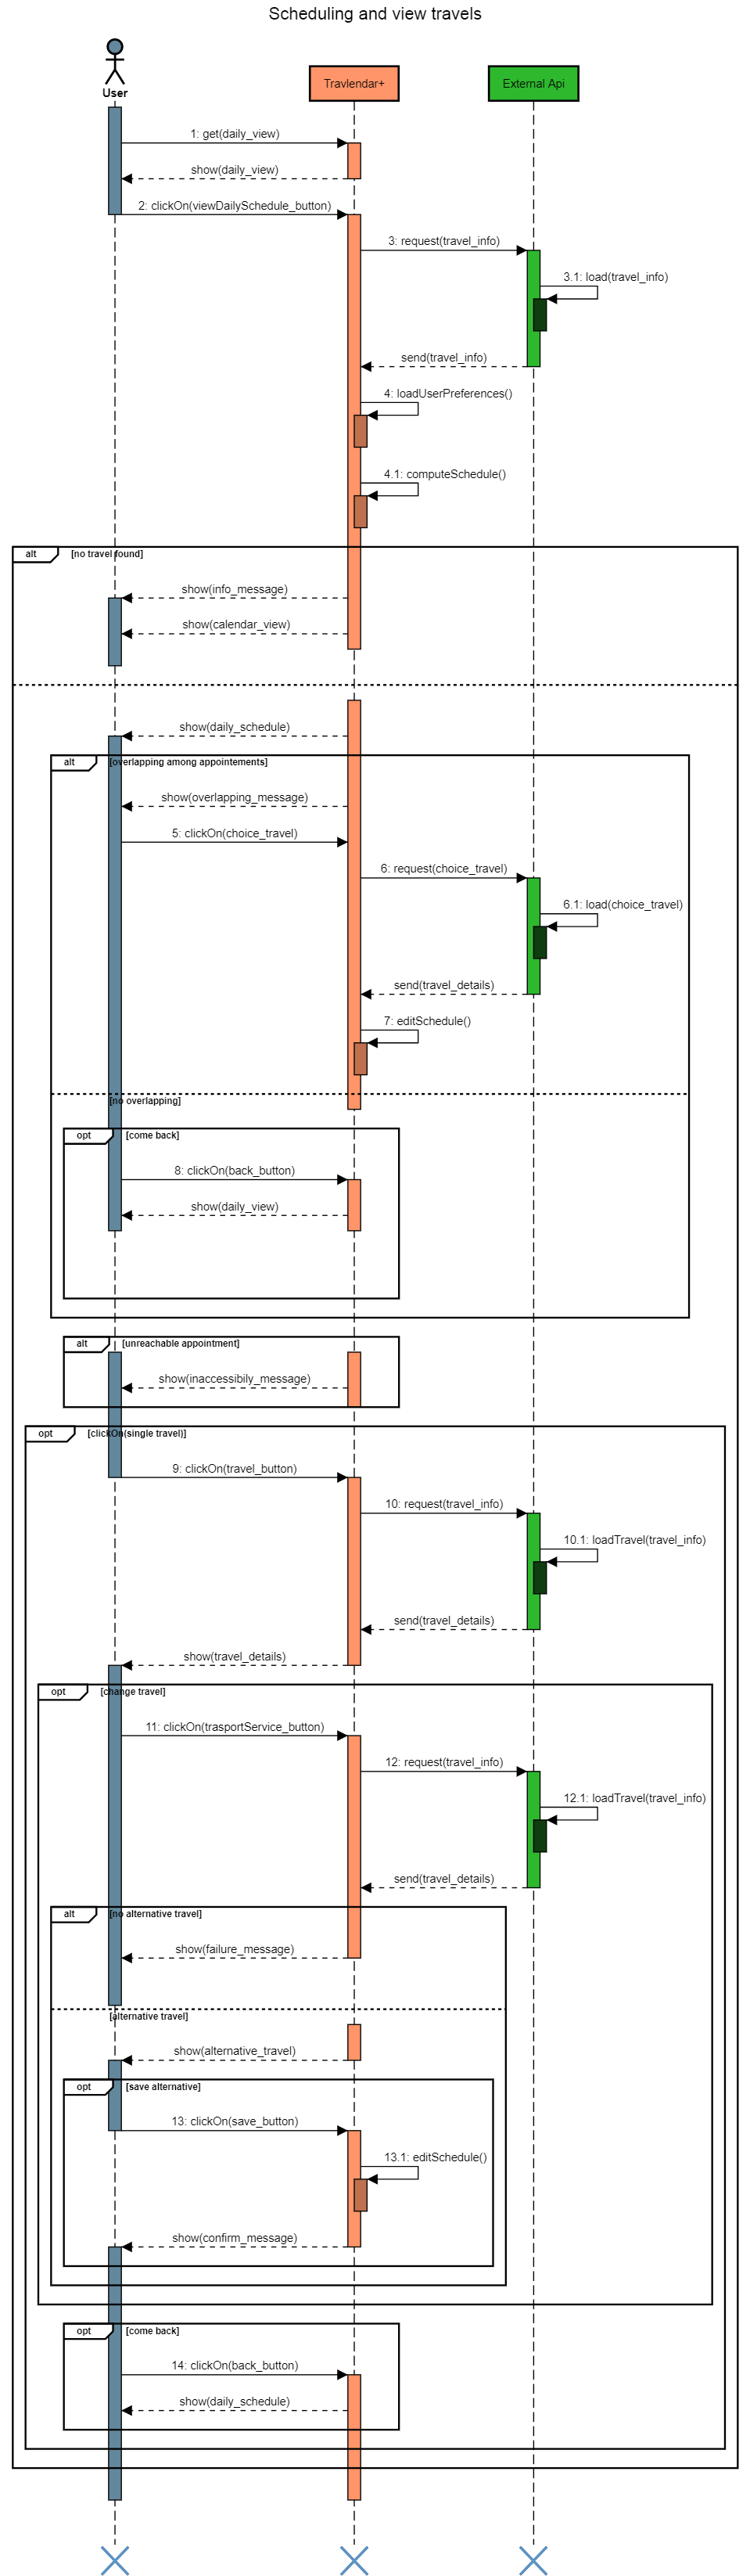 Scheduling and view travels
User
Travlendar+
External Api
1: get(daily_view)
show(daily_view)
2: clickOn(viewDailySchedule_button)
3: request(travel_info)
3.1: load(travel_info)
send(travel_info)
4: loadUserPreferences()
4.1: computeSchedule()
alt
[no travel found]
show(info_message)
show(calendar_view)
show(daily_schedule)
alt
[overlapping among appointements]
show(overlapping_message)
5: clickOn(choice_travel)
6: request(choice_travel)
6.1: load(choice_travel)
send(travel_details)
7: editSchedule()
[no overlapping]
opt
[come back]
8: clickOn(back_button)
show(daily_view)
alt
[unreachable appointment]
show(inaccessibily_message)
opt
[clickOn(single travel)]
9: clickOn(travel_button)
10: request(travel_info)
10.1: loadTravel(travel_info)
send(travel_details)
show(travel_details)
opt
[change travel]
11: clickOn(trasportService_button)
12: request(travel_info)
12.1: loadTravel(travel_info)
send(travel_details)
alt
[no alternative travel]
show(failure_message)
[alternative travel]
show(alternative_travel)
opt
[save alternative]
13: clickOn(save_button)
13.1: editSchedule()
show(confirm_message)
opt
[come back]
14: clickOn(back_button)
show(daily_schedule)